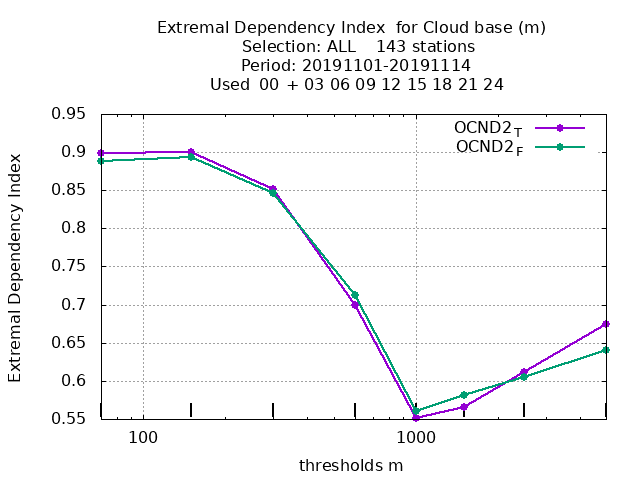 Extremal Dependency Index  for Cloud base (m)
Selection: ALL    143 stations
Period: 20191101-20191114
Used  00 + 03 06 09 12 15 18 21 24
Extremal Dependency Index
0.95
0.9
0.85
0.8
0.75
0.7
0.65
0.6
0.55
OCND2T
OCND2F
100
1000
thresholds m